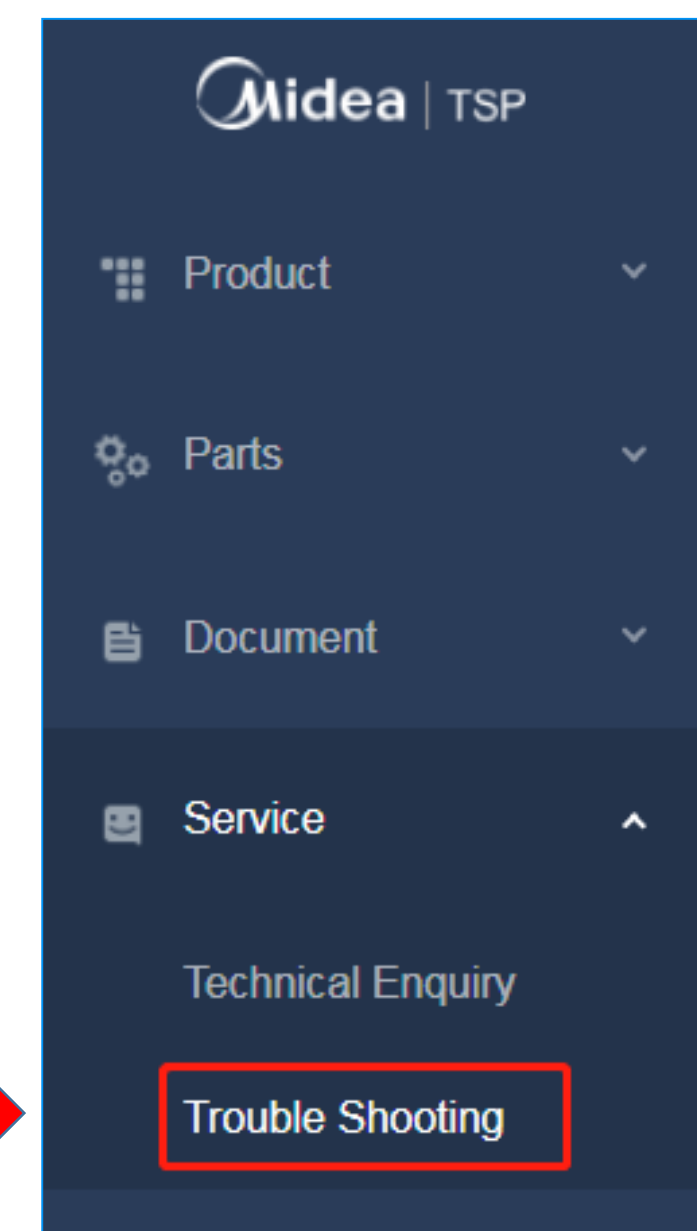 Midea | TSP
Product
Parts
Document
Service
Technical Enquiry
Trouble Shooting